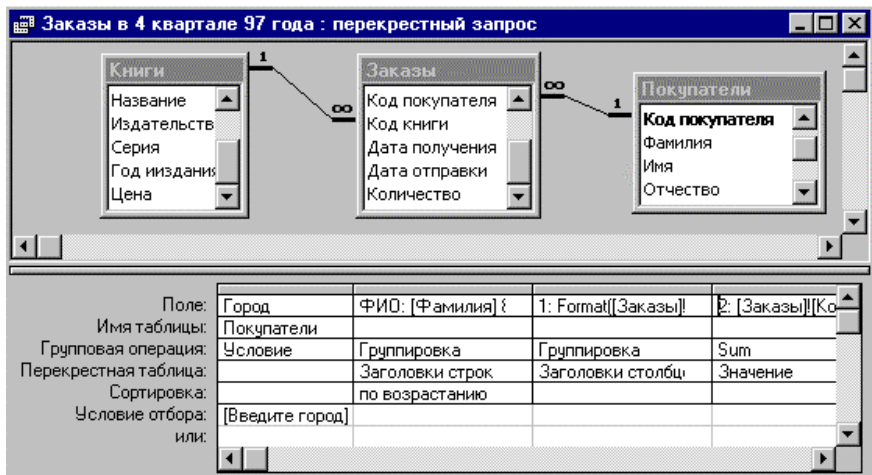 Заказы в 4 квартале 97 года : перекрестный запрос
Книги
Название
Издательств
Серия
Год ииздания
Цена
1
∞
Заказы
Код покупателя
Код книги
Дата получения
Дата отправки
Количество
∞
1
Покупатели
Код покупателя
Фамилия
Имя
Отчество
Поле: Город ФИО: [Фамилия] & 1: Format([Заказы]! 2: [Заказы]![Ко
Имя таблицы: Покупатели
Групповая операция: Условие Группировка Группировка Sum
Перекрестная таблица: Заголовки строк Заголовки столбц Значение
Сортировка: по возрастанию
Условие отбора: [Введите город]
или: